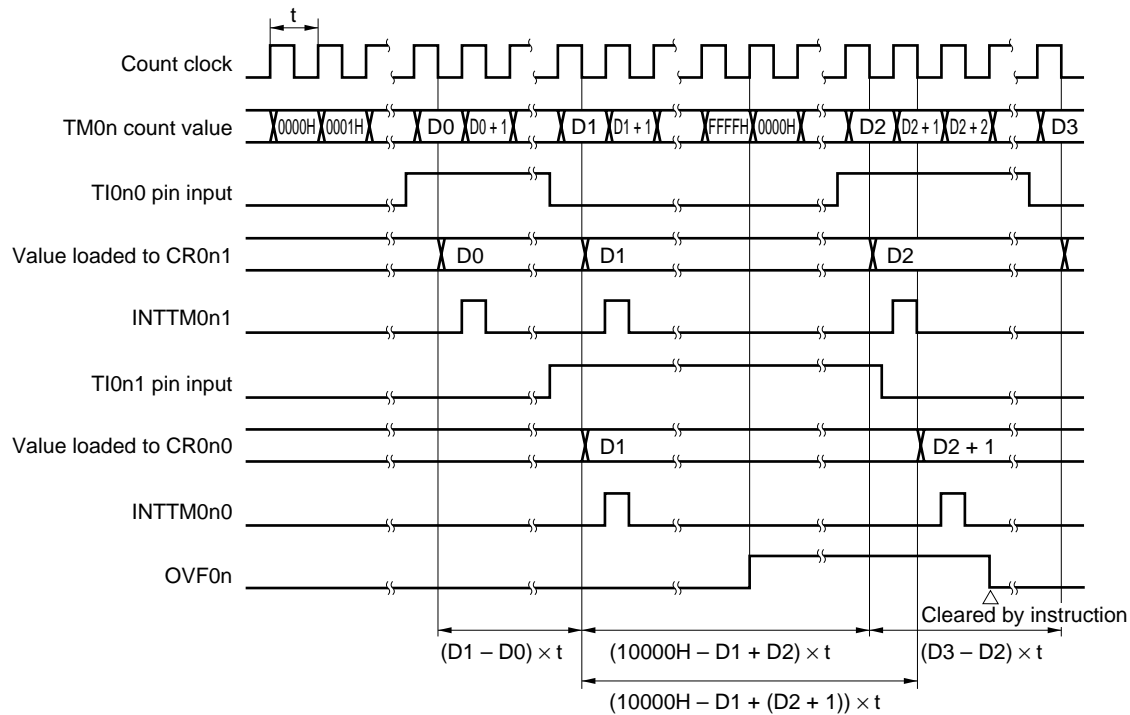 t
Count clock
TM0n count value 0000H 0001H D0 D0 + 1 D1 D1 + 1 FFFFH 0000H D2 D2 + 1 D2 + 2 D3
TI0n0 pin input
Value loaded to CR0n1 D0 D1 D2
INTTM0n1
TI0n1 pin input
Value loaded to CR0n0 D1 D2 + 1
INTTM0n0
OVF0n
Cleared by instruction
(D1 – D0) × t (10000H – D1 + D2) × t (D3 – D2) × t
(10000H – D1 + (D2 + 1)) × t